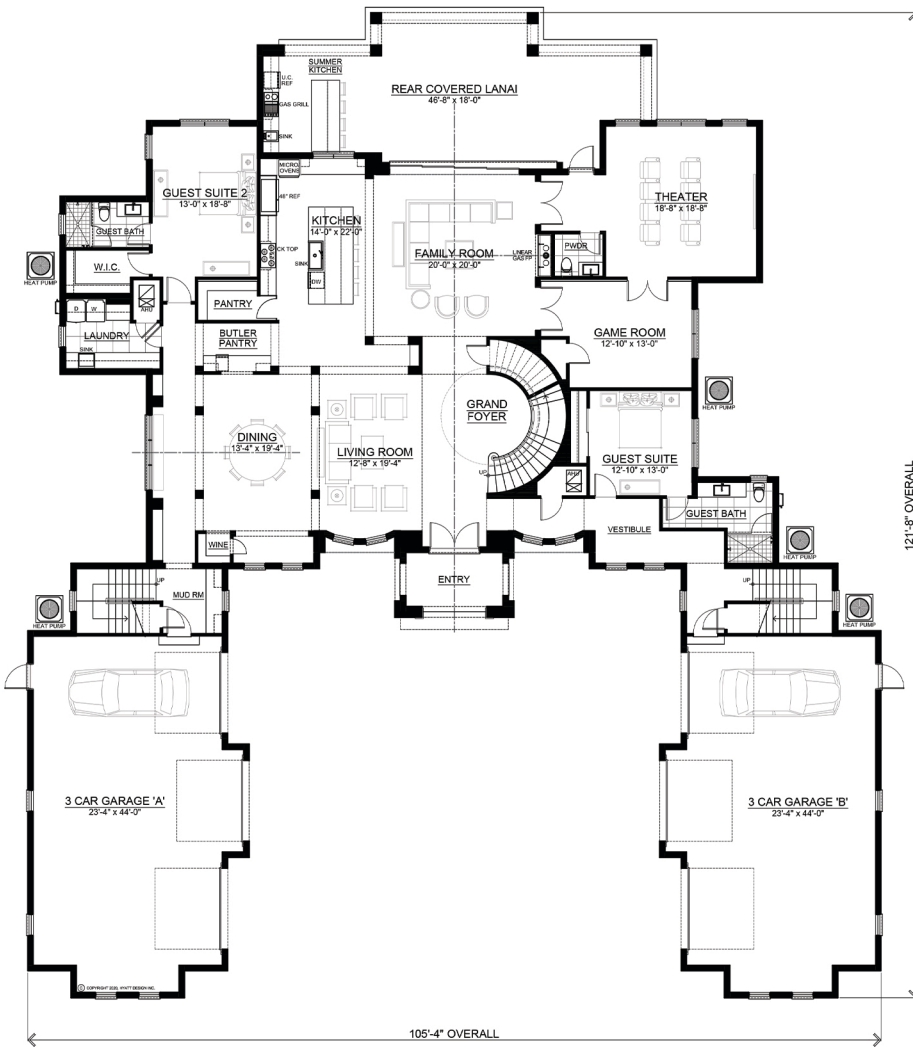 SUMMER
KITCHEN
U.C.
REF
GAS GRILL
SINK
REAR COVERED LANAI
46'-8" x 18'-0"
MICRO/
OVENS
48" REF
GUEST SUITE 2
13'-0" x 18'-8"
KITCHEN
14'-0" x 22'-0"
THEATER
18'-8" x 18'-8"
GUEST BATH
CK TOP
SINK
DW
FAMILY ROOM
20'-0" x 20'-0"
LINEAR
GAS FP
PWDR
W.I.C.
HEAT PUMP
AHU
PANTRY
D
W
LAUNDRY
SINK
BUTLER
PANTRY
GAME ROOM
12'-10" x 13'-0"
HEAT PUMP
GRAND
FOYER
UP
DINING
13'-4" x 19'-4"
LIVING ROOM
12'-8" x 19'-4"
GUEST SUITE
12'-10" x 13'-0"
AHU
GUEST BATH
VESTIBULE
WINE
HEAT PUMP
ENTRY
UP
MUD RM
HEAT PUMP
UP
HEAT PUMP
121'-8" OVERALL
3 CAR GARAGE 'A'
23'-4" x 44'-0"
3 CAR GARAGE 'B'
23'-4" x 44'-0"
© COPYRIGHT 2020, HYATT DESIGN INC.
105'-4" OVERALL